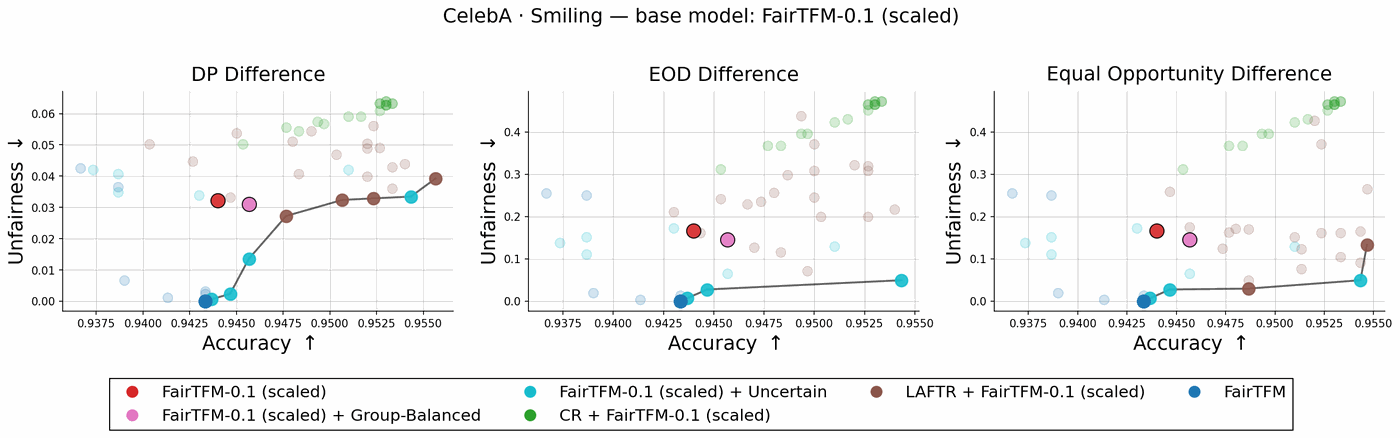 CelebA · Smiling — base model: FairTFM-0.1 (scaled)
DP Difference
EOD Difference
Equal Opportunity Difference
Unfairness ↓
0.06
0.05
0.04
0.03
0.02
0.01
0.00
0.9375 0.9400 0.9425 0.9450 0.9475 0.9500 0.9525 0.9550
Accuracy ↑
Unfairness ↓
0.4
0.3
0.2
0.1
0.0
0.9375 0.9400 0.9425 0.9450 0.9475 0.9500 0.9525 0.9550
Accuracy ↑
Unfairness ↓
0.4
0.3
0.2
0.1
0.0
0.9375 0.9400 0.9425 0.9450 0.9475 0.9500 0.9525 0.9550
Accuracy ↑
FairTFM-0.1 (scaled)
FairTFM-0.1 (scaled) + Group-Balanced
FairTFM-0.1 (scaled) + Uncertain
CR + FairTFM-0.1 (scaled)
LAFTR + FairTFM-0.1 (scaled)
FairTFM